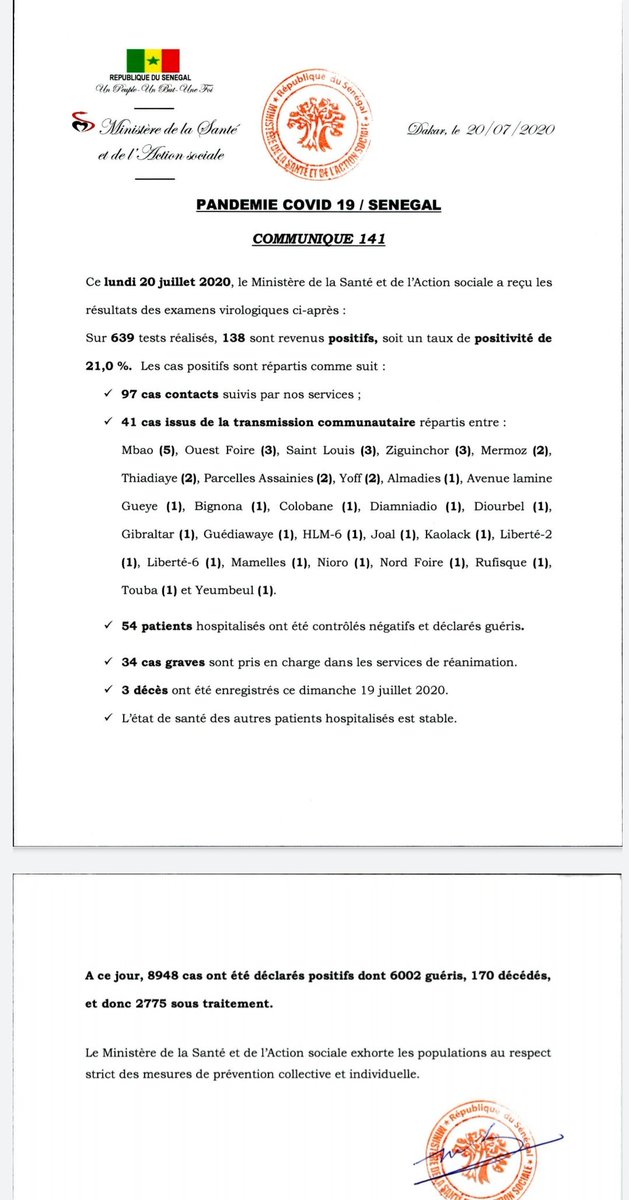 REPUBLIQUE DU SENEGAL
Un Peuple - Un But - Une Foi
Ministère de la Santé
et de l'Action sociale
République du Sénégal
MINISTÈRE DE LA SANTÉ ET DE L'ACTION SOCIALE
Dakar, le 20/07/2020
PANDEMIE COVID 19 / SENEGAL
COMMUNIQUE 141
Ce lundi 20 juillet 2020, le Ministère de la Santé et de l'Action sociale a reçu les
résultats des examens virologiques ci-après :
Sur 639 tests réalisés, 138 sont revenus positifs, soit un taux de positivité de
21,0 %. Les cas positifs sont répartis comme suit :
✓ 97 cas contacts suivis par nos services ;
✓ 41 cas issus de la transmission communautaire répartis entre :
Mbao (5), Ouest Foire (3), Saint Louis (3), Ziguinchor (3), Mermoz (2),
Thiadiaye (2), Parcelles Assainies (2), Yoff (2), Almadies (1), Avenue lamine
Gueye (1), Bignona (1), Colobane (1), Diamniadio (1), Diourbel (1),
Gibraltar (1), Guédiawaye (1), HLM-6 (1), Joal (1), Kaolack (1), Liberté-2
(1), Liberté-6 (1), Mamelles (1), Nioro (1), Nord Foire (1), Rufisque (1),
Touba (1) et Yeumbeul (1).
✓ 54 patients hospitalisés ont été contrôlés négatifs et déclarés guéris.
✓ 34 cas graves sont pris en charge dans les services de réanimation.
✓ 3 décès ont été enregistrés ce dimanche 19 juillet 2020.
✓ L'état de santé des autres patients hospitalisés est stable.
A ce jour, 8948 cas ont été déclarés positifs dont 6002 guéris, 170 décédés,
et donc 2775 sous traitement.
Le Ministère de la Santé et de l'Action sociale exhorte les populations au respect
strict des mesures de prévention collective et individuelle.
République du Sénégal